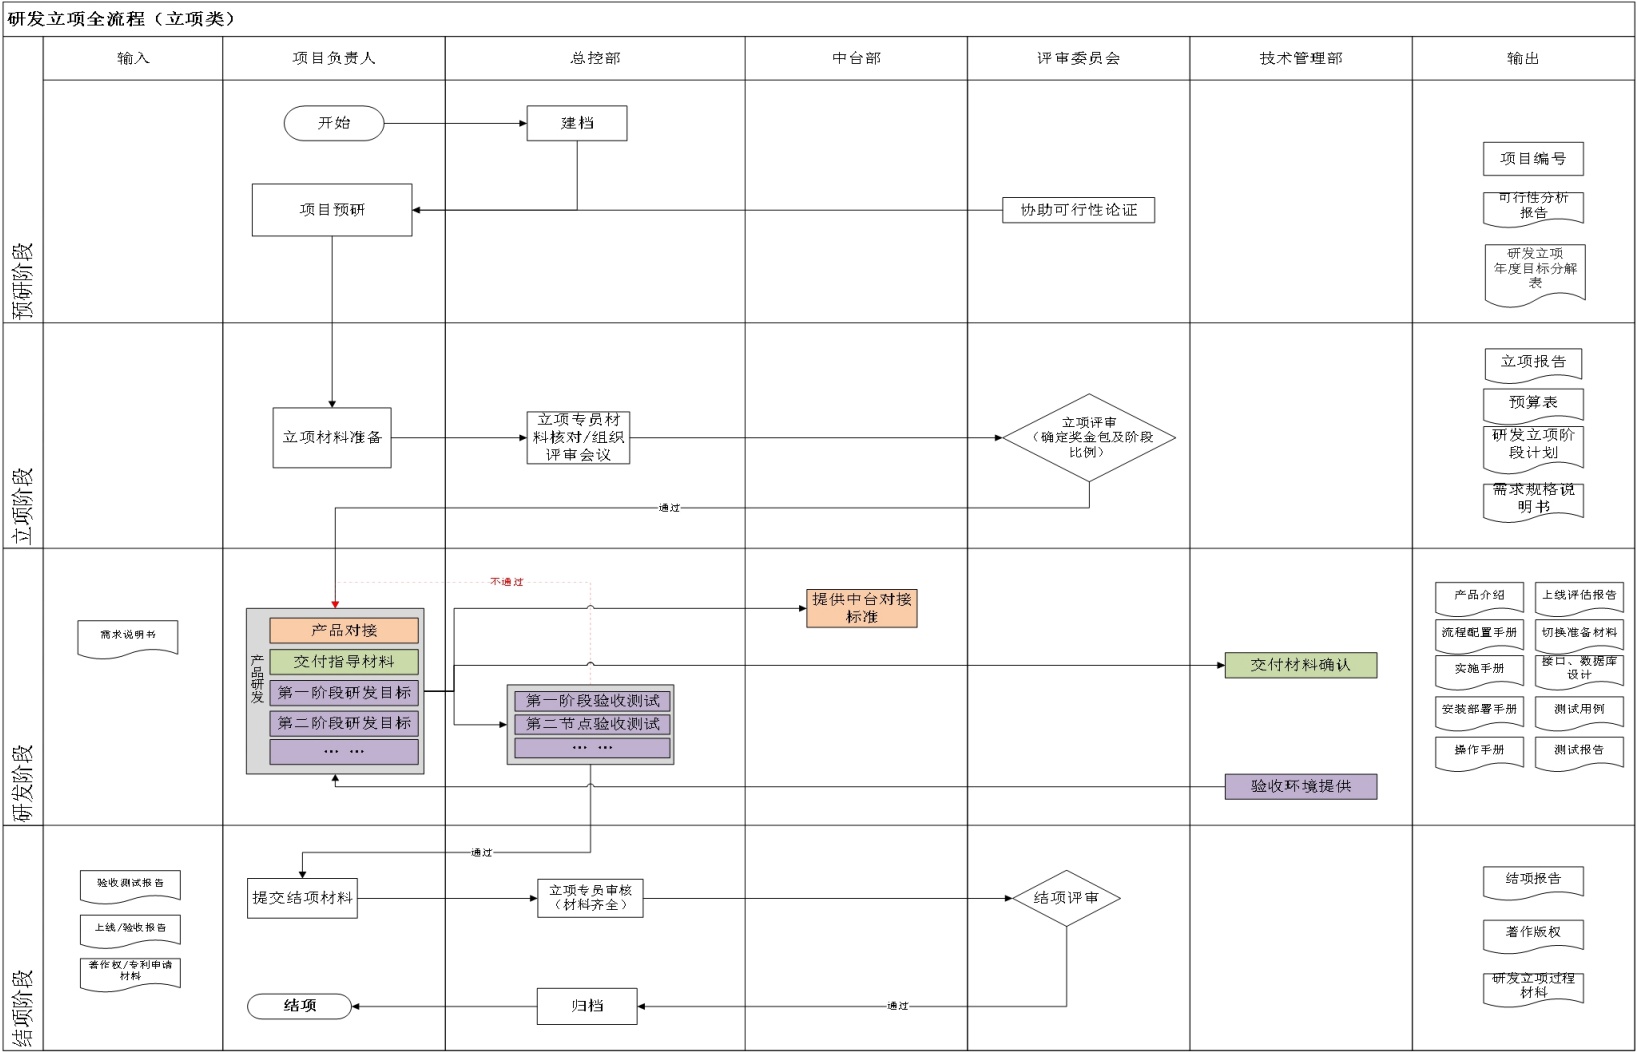 研发立项全流程（立项类）
输入
项目负责人
总控部
中台部
评审委员会
技术管理部
输出
预研阶段
开始
建档
项目预研
协助可行性论证
项目编号
可行性分析
报告
研发立项
年度目标分解
表
立项阶段
立项材料准备
立项专员材
料核对/组织
评审会议
立项评审
（确定奖金包及阶段
比例）
通过
立项报告
预算表
研发立项阶
段计划
需求规格说
明书
研发阶段
需求说明书
不通过
产品研发
产品对接
交付指导材料
第一阶段研发目标
第二阶段研发目标
… …
第一阶段验收测试
第二节点验收测试
… …
提供中台对接
标准
交付材料确认
验收环境提供
产品介绍
上线评估报告
流程配置手册
切换准备材料
实施手册
接口、数据库
设计
安装部署手册
测试用例
操作手册
测试报告
结项阶段
通过
验收测试报告
上线/验收报告
著作权/专利申请
材料
提交结项材料
立项专员审核
（材料齐全）
结项评审
结项
归档
通过
结项报告
著作版权
研发立项过程
材料